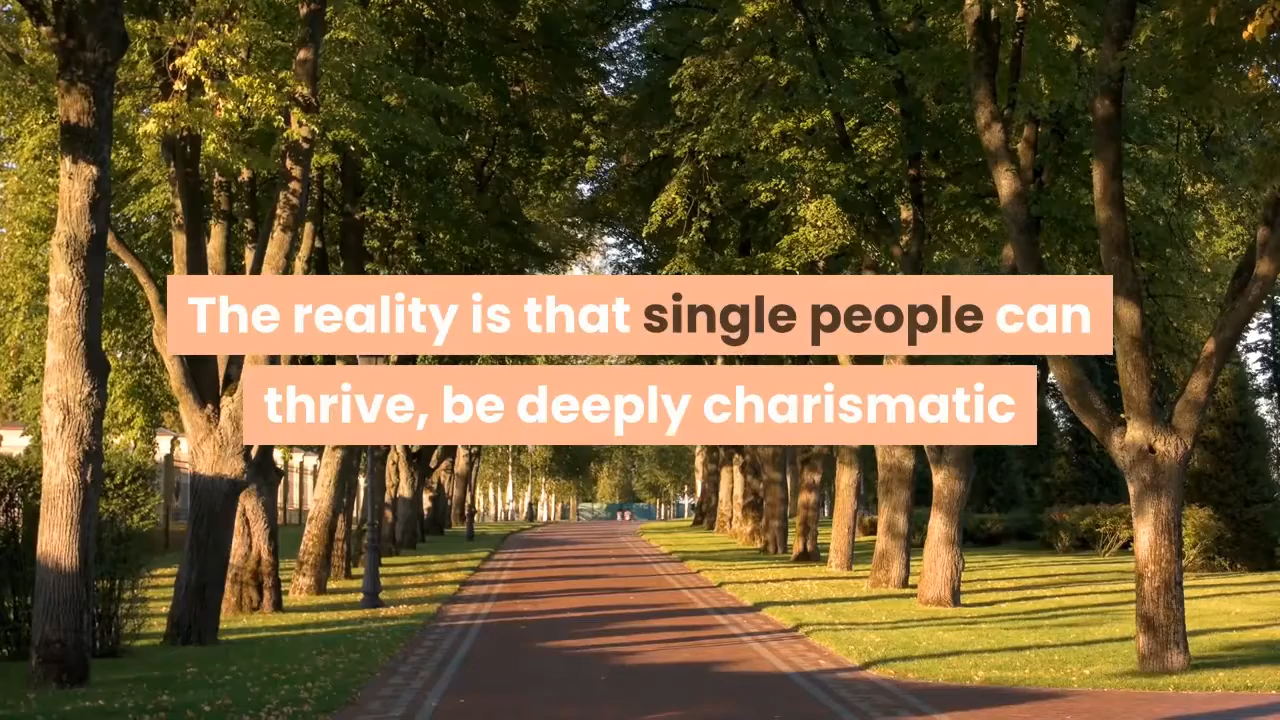 The reality is that single people can
thrive, be deeply charismatic